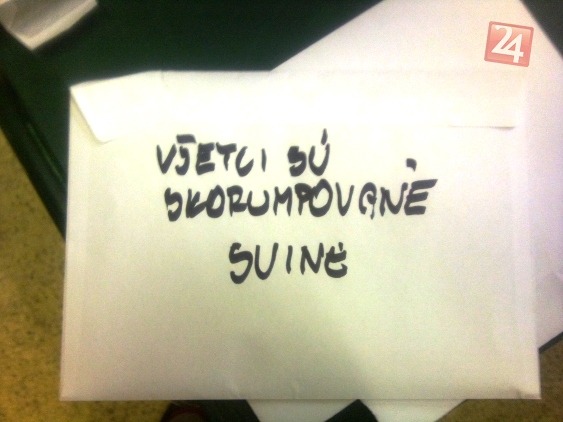 24
VŠETCI SÚ
SKORUMPOVANÉ
SVINE